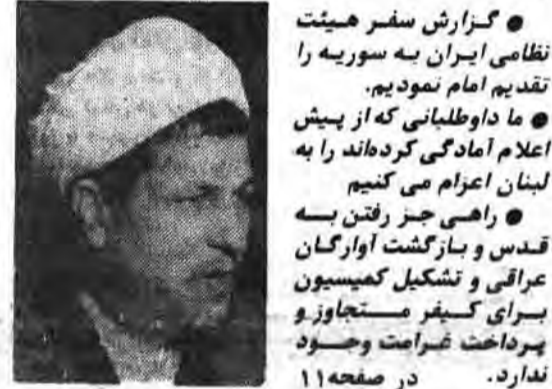 ● گزارش سفر هیئت
نظامی ایران به سوریه را
تقدیم امام نمودیم.
● ما داوطلبانی که از پیش
اعلام آمادگی کرده‌اند را به
لبنان اعزام می کنیم
● راهی جز رفتن به
قدس و بازگشت آوارگان
عراقی و تشکیل کمیسیون
برای کیفر متجاوز و
پرداخت غرامت وجود
ندارد. در صفحه۱۱